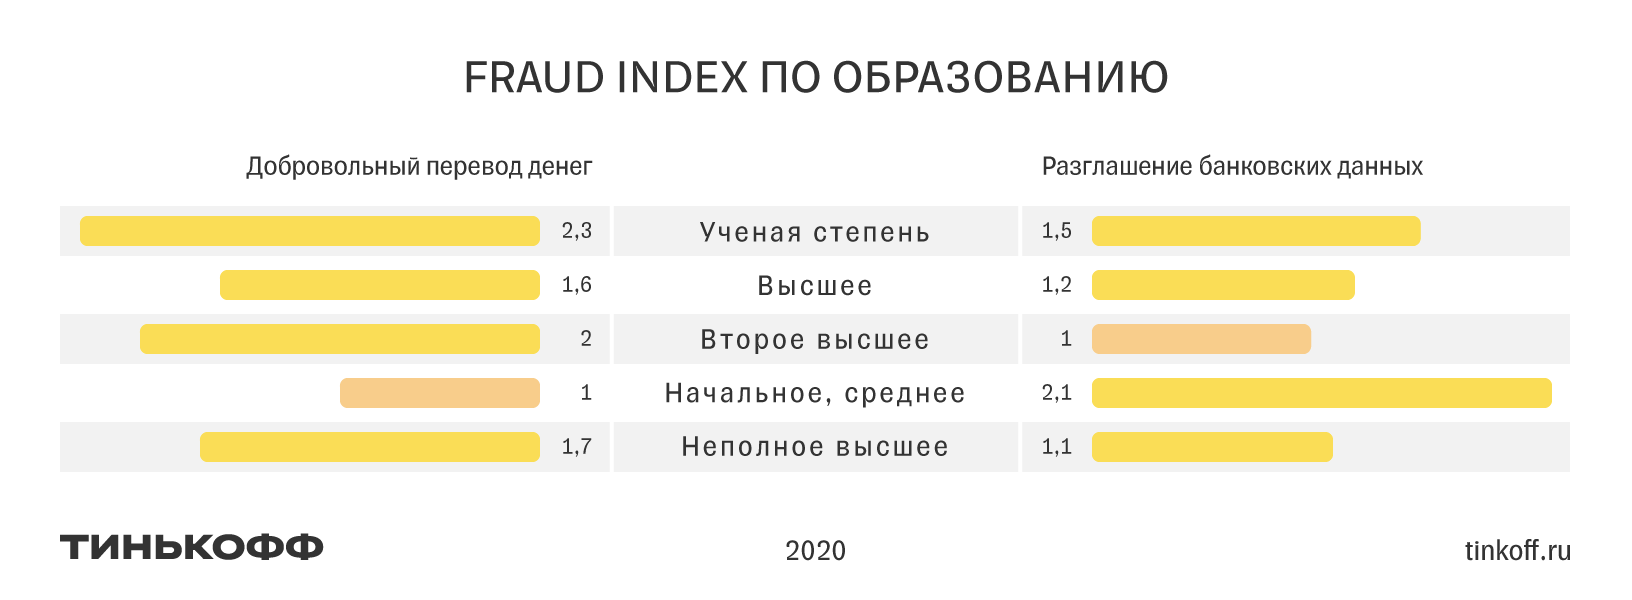 FRAUD INDEX ПО ОБРАЗОВАНИЮ
Добровольный перевод денег Разглашение банковских данных
2,3 Ученая степень 1,5
1,6 Высшее 1,2
2 Второе высшее 1
1 Начальное, среднее 2,1
1,7 Неполное высшее 1,1
ТИНЬКОФФ 2020 tinkoff.ru